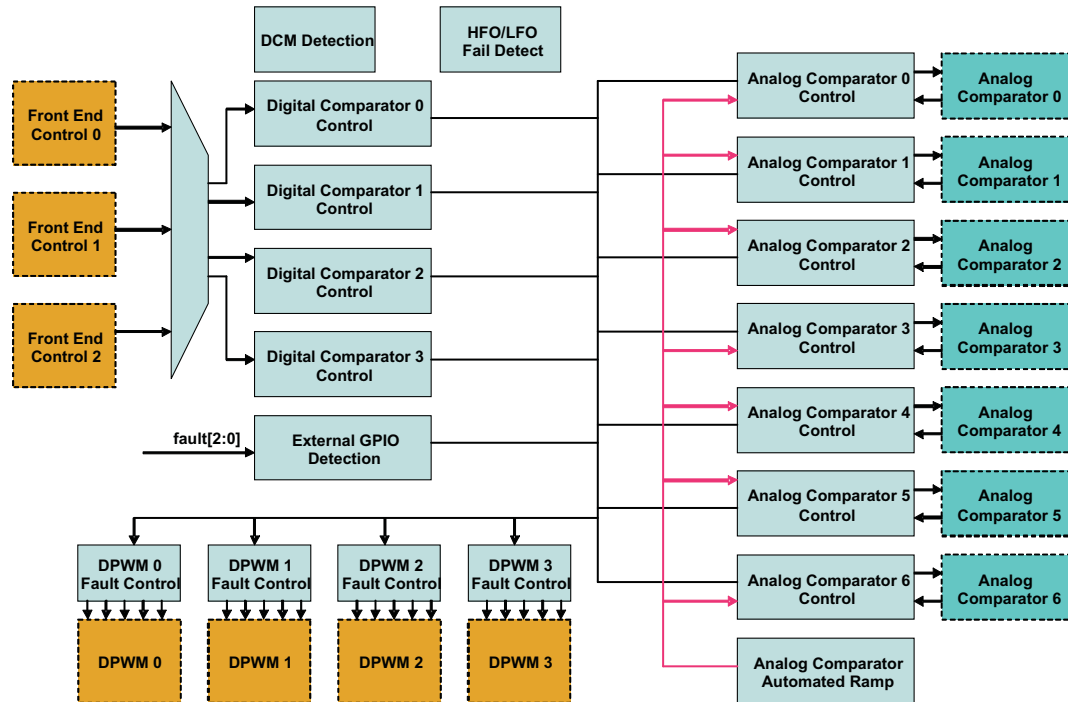 DCM Detection
HFO/LFO
Fail Detect
Front End
Control 0
Front End
Control 1
Front End
Control 2
Digital Comparator 0
Control
Digital Comparator 1
Control
Digital Comparator 2
Control
Digital Comparator 3
Control
fault[2:0]
External GPIO
Detection
Analog Comparator 0
Control
Analog
Comparator 0
Analog Comparator 1
Control
Analog
Comparator 1
Analog Comparator 2
Control
Analog
Comparator 2
Analog Comparator 3
Control
Analog
Comparator 3
Analog Comparator 4
Control
Analog
Comparator 4
Analog Comparator 5
Control
Analog
Comparator 5
Analog Comparator 6
Control
Analog
Comparator 6
Analog Comparator
Automated Ramp
DPWM 0
Fault Control
DPWM 1
Fault Control
DPWM 2
Fault Control
DPWM 3
Fault Control
DPWM 0
DPWM 1
DPWM 2
DPWM 3